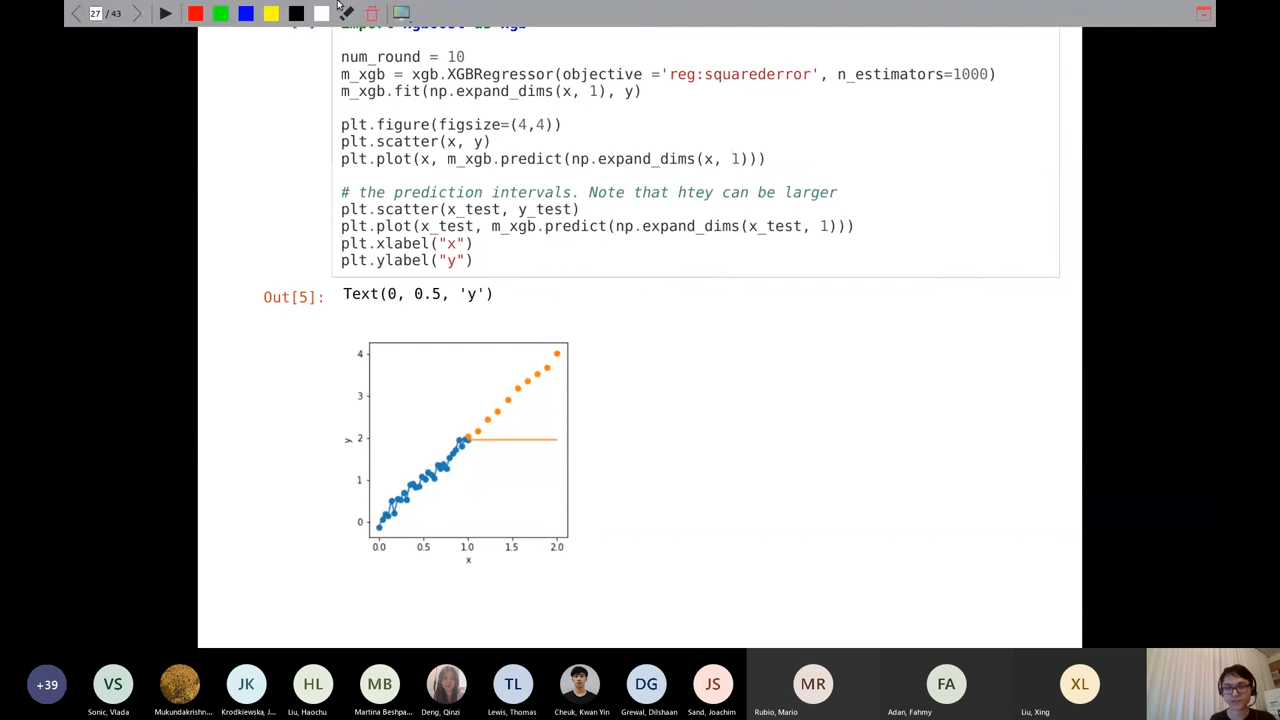 27 / 43
num_round = 10
m_xgb = xgb.XGBRegressor(objective ='reg:squarederror', n_estimators=1000)
m_xgb.fit(np.expand_dims(x, 1), y)
plt.figure(figsize=(4,4))
plt.scatter(x, y)
plt.plot(x, m_xgb.predict(np.expand_dims(x, 1)))
# the prediction intervals. Note that htey can be larger
plt.scatter(x_test, y_test)
plt.plot(x_test, m_xgb.predict(np.expand_dims(x_test, 1)))
plt.xlabel("x")
plt.ylabel("y")
Out[5]: Text(0, 0.5, 'y')
4
3
2
y
1
0
0.0 0.5 1.0 1.5 2.0
x
+39 VS JK HL MB TL DG JS MR FA XL
Sonic, Vlada Mukundakrishn... Krodkiewska, J... Liu, Haochu Martina Beshpa... Deng, Qinzi Lewis, Thomas Cheuk, Kwan Yin Grewal, Dilshaan Sand, Joachim Rubio, Mario Adan, Fahmy Liu, Xing